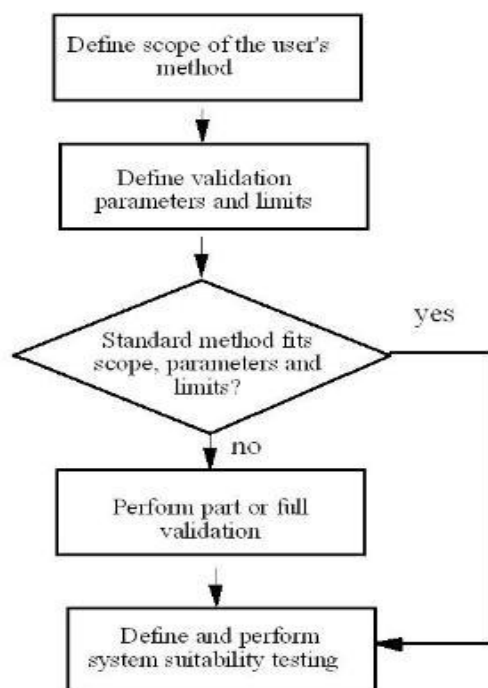 Define scope of the user's
method
Define validation
parameters and limits
Standard method fits
scope, parameters and
limits?
yes
no
Perform part or full
validation
Define and perform
system suitability testing